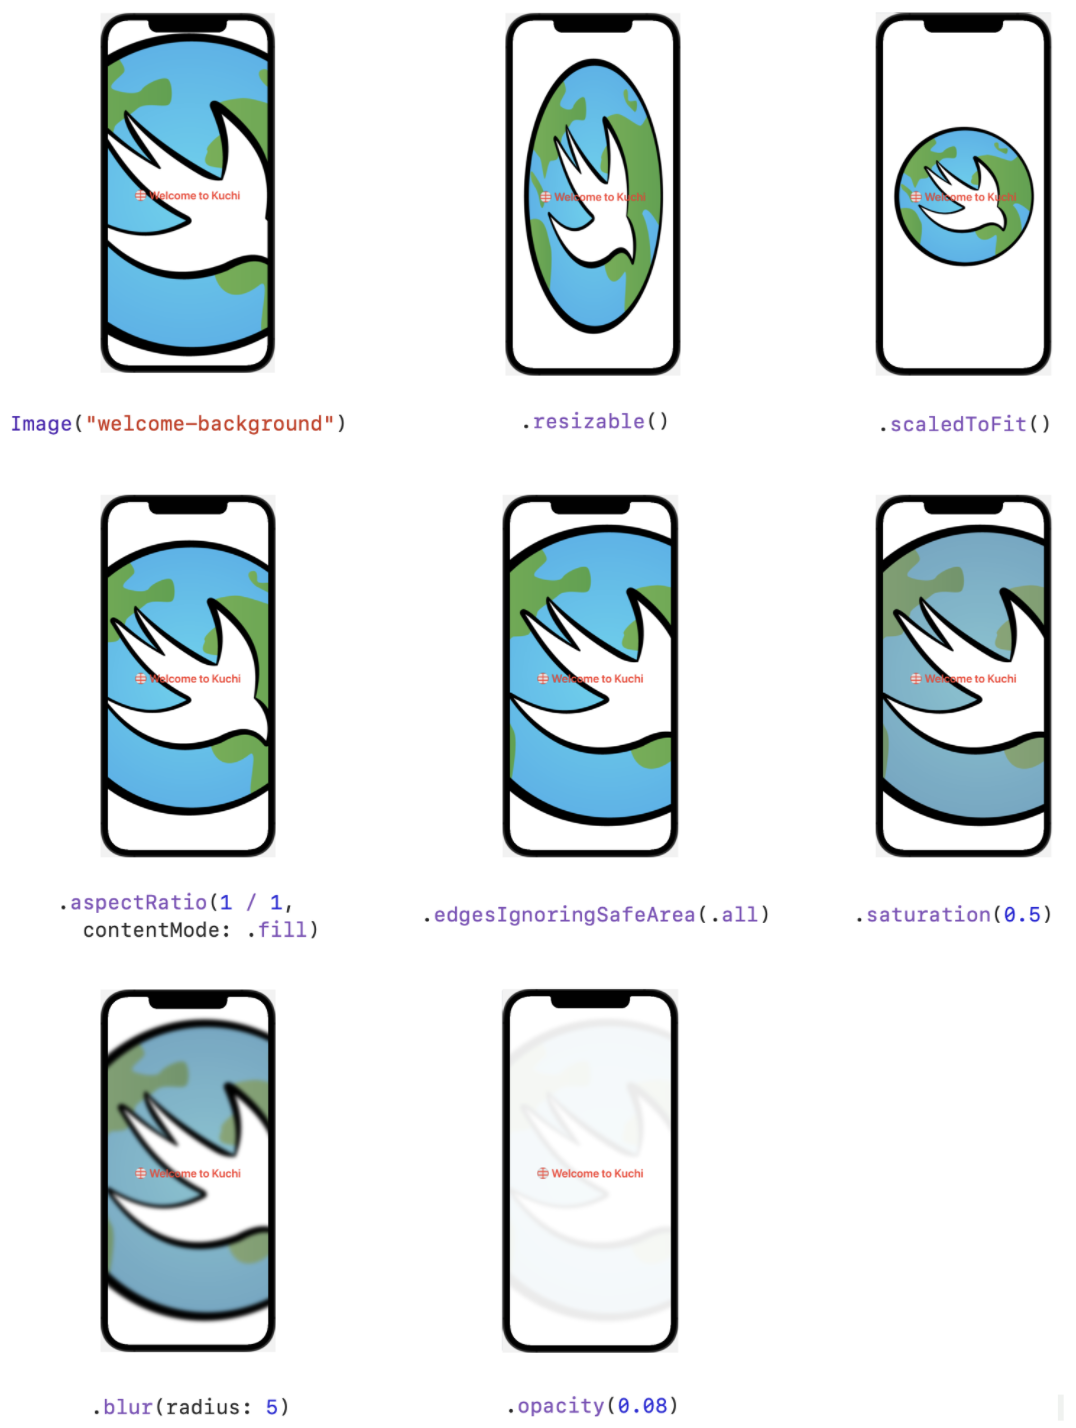 Welcome to Kuchi
Welcome to Kuchi
Welcome to Kuchi
Image("welcome-background")
.resizable()
.scaledToFit()
Welcome to Kuchi
Welcome to Kuchi
Welcome to Kuchi
.aspectRatio(1 / 1,
contentMode: .fill)
.edgesIgnoringSafeArea(.all)
.saturation(0.5)
Welcome to Kuchi
Welcome to Kuchi
.blur(radius: 5)
.opacity(0.08)